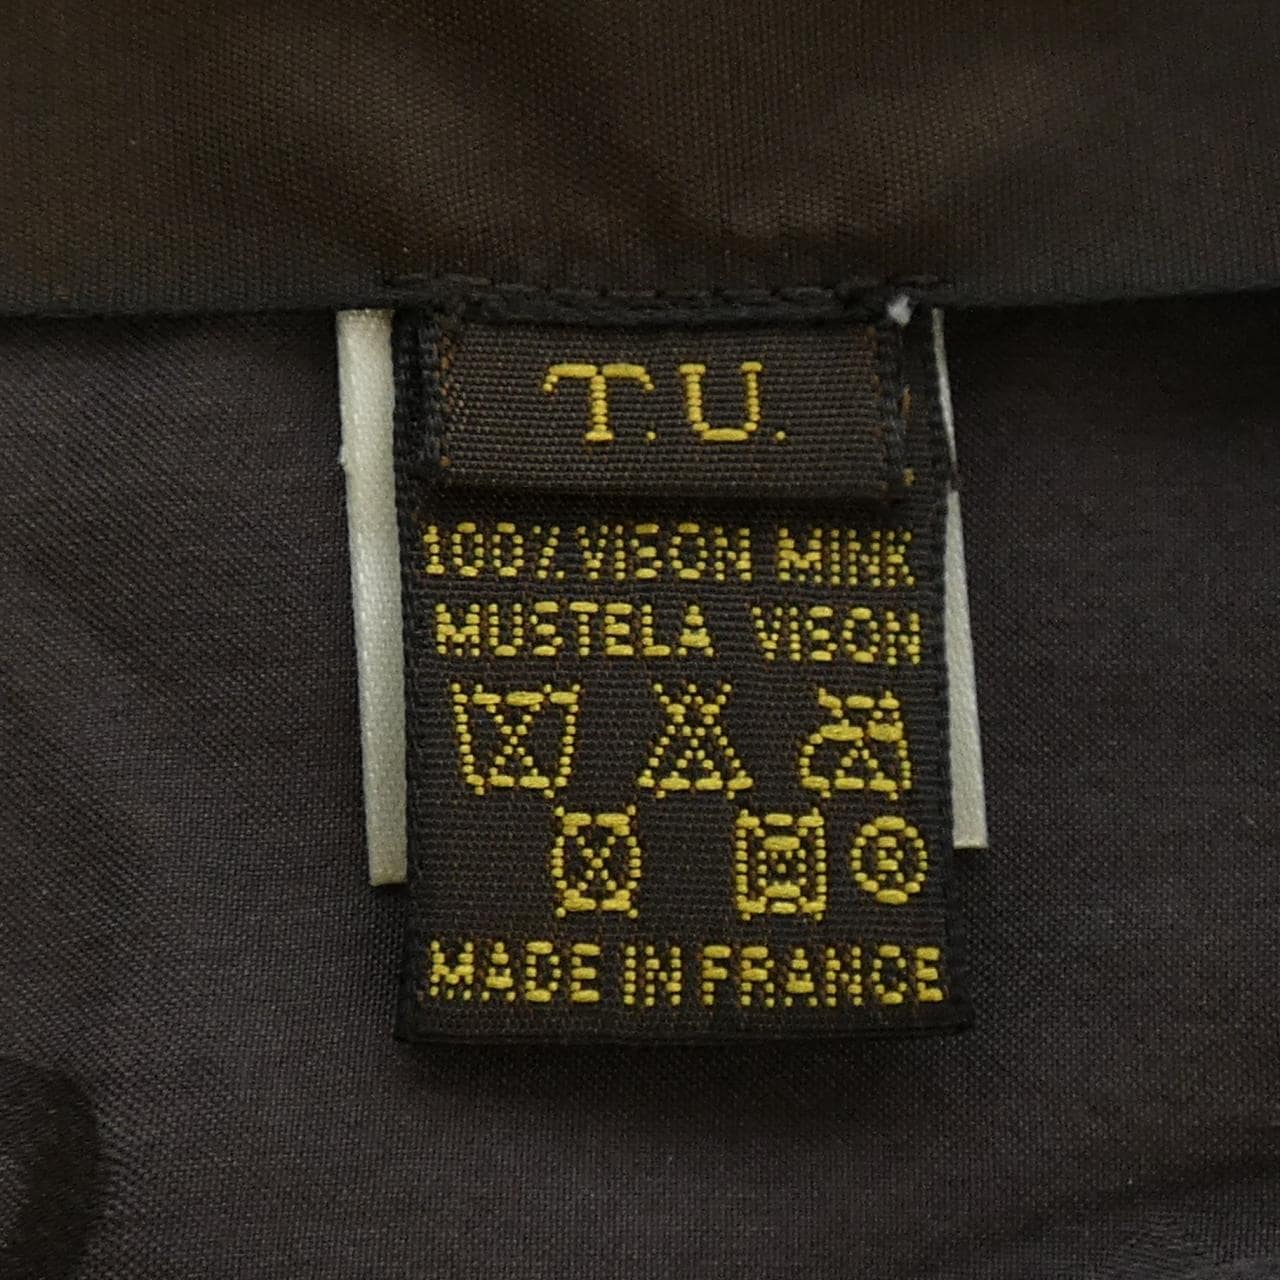 T.U.
100% VISON MINK
MUSTELA VISON
®
MADE IN FRANCE